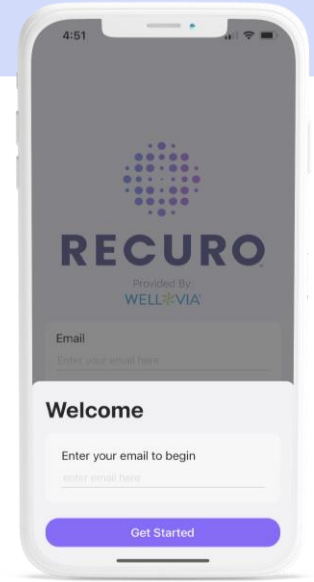 4:51
RECURO
Provided By
WELLVIA
Email
Enter your email here
Welcome
Enter your email to begin
enter email here
Get Started